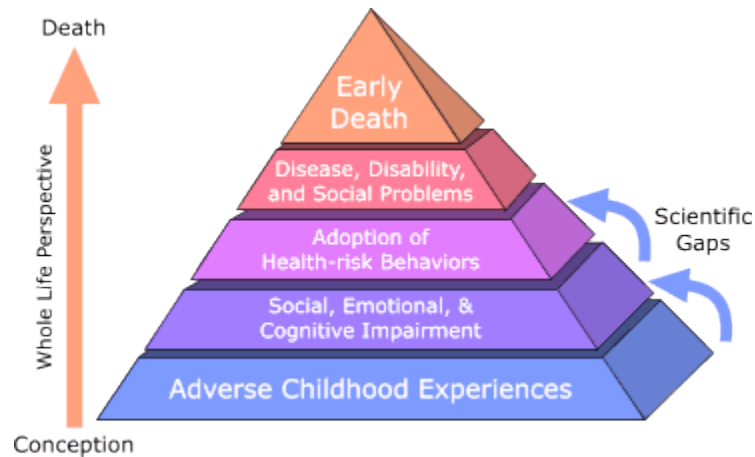 Death
Whole Life Perspective
Conception
Early
Death
Disease, Disability,
and Social Problems
Adoption of
Health-risk Behaviors
Social, Emotional, &
Cognitive Impairment
Adverse Childhood Experiences
Scientific
Gaps